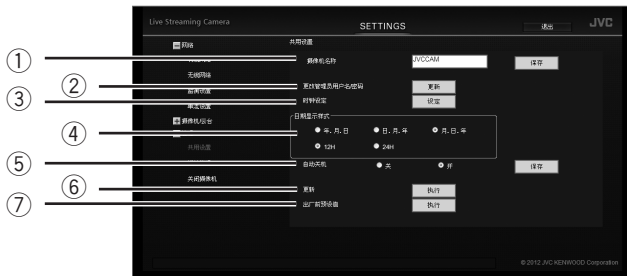 Live Streaming Camera
SETTINGS
退出
JVC
网络
无线网络
关闭摄像机
摄像机/云台
共用设置
共用设置
① 摄像机名称 JVCCAM 保存
② 更改管理员用户名/密码 更新
③ 时钟设定 设定
④ 日期显示样式
年. 月. 日 日. 月. 年 月. 日. 年
12H 24H
⑤ 自动关机 关 开 保存
⑥ 更新 执行
⑦ 出厂前预设值 执行
© 2012 JVC KENWOOD Corporation